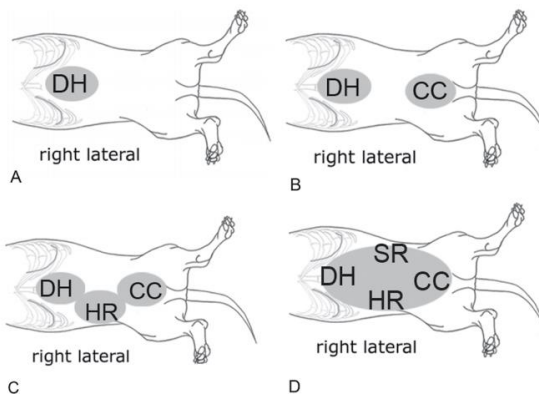 DH
right lateral
A
DH CC
right lateral
B
DH CC
HR
right lateral
C
SR
DH CC
HR
right lateral
D